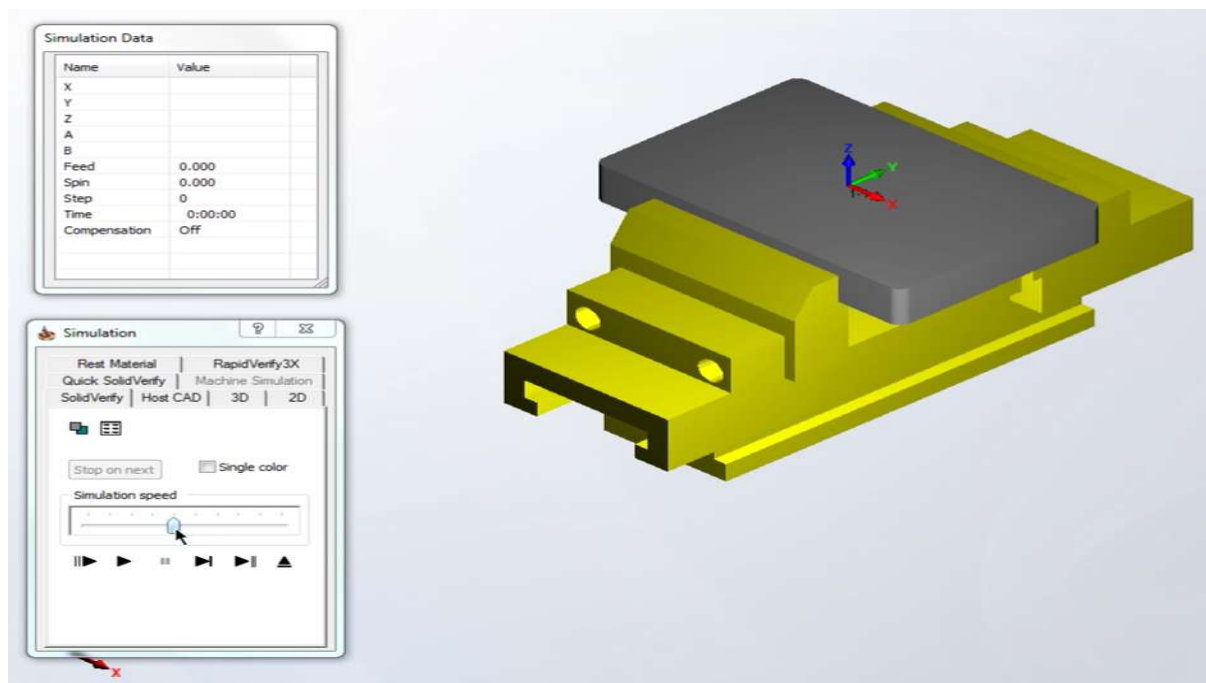 Simulation Data
Name Value
X
Y
Z
A
B
Feed 0.000
Spin 0.000
Step 0
Time 0:00:00
Compensation Off
Simulation
Rest Material RapidVerify3X
Quick SolidVerify Machine Simulation
SolidVerify Host CAD 3D 2D
Stop on next Single color
Simulation speed
Z
Y
X
X